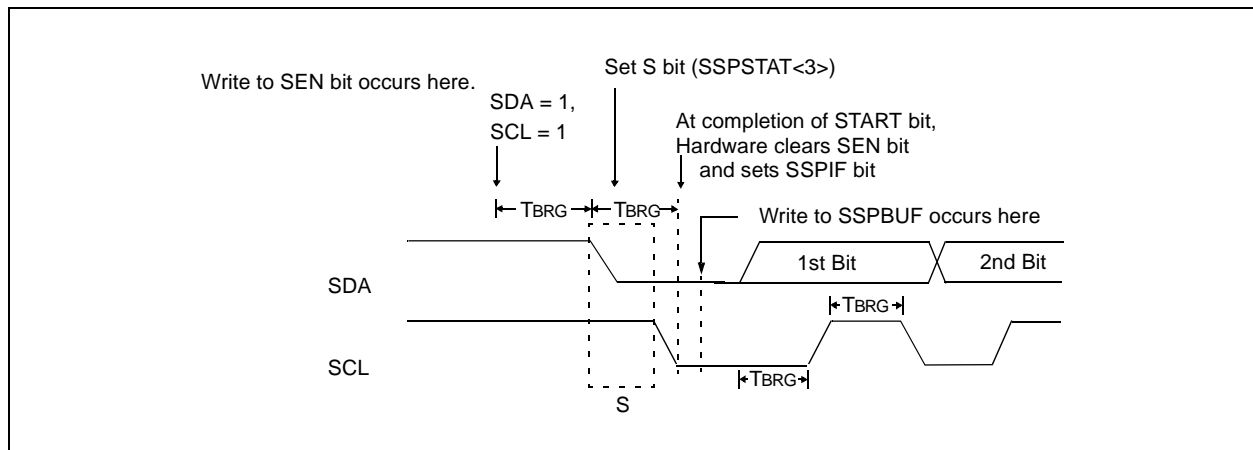 Set S bit (SSPSTAT<3>)
Write to SEN bit occurs here.
SDA = 1,
SCL = 1
At completion of START bit,
Hardware clears SEN bit
and sets SSPIF bit
TBRG
TBRG
Write to SSPBUF occurs here
SDA
1st Bit
2nd Bit
TBRG
SCL
TBRG
S